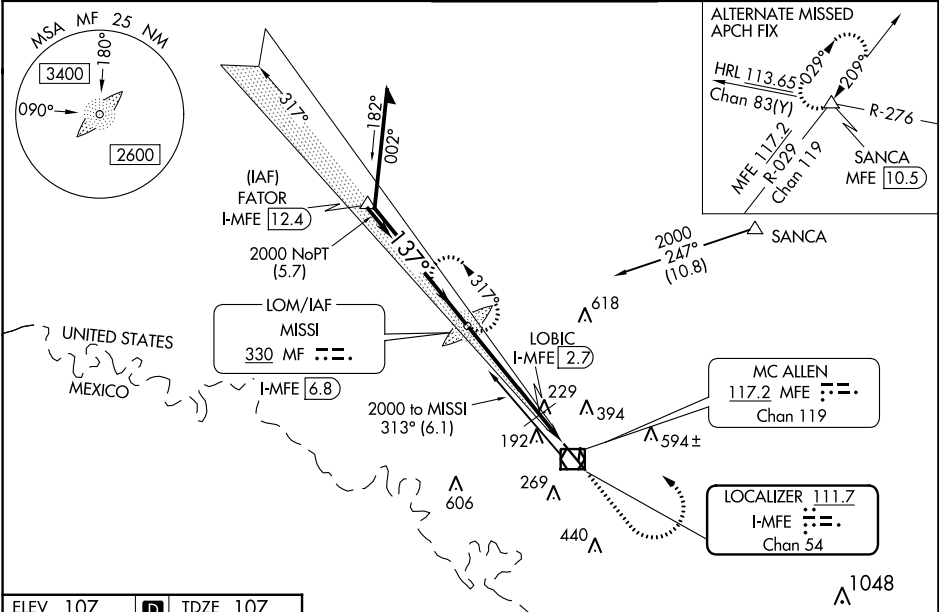 MSA MF 25 NM
180°
3400
090°
2600
ALTERNATE MISSED
APCH FIX
HRL 113.65
Chan 83(Y)
029°
209°
R-276
MFE 117.2
R-029
Chan 119
SANCA
MFE 10.5
317°
182°
002°
(IAF)
FATOR
I-MFE 12.4
2000 NoPT
(5.7)
137°
317°
2000
247°
(10.8)
SANCA
618
LOM/IAF
MISSI
330 MF
I-MFE 6.8
LOBIC
I-MFE 2.7
UNITED STATES
MEXICO
2000 to MISSI
313° (6.1)
229
394
192
594±
MC ALLEN
117.2 MFE
Chan 119
269
606
440
LOCALIZER 111.7
I-MFE
Chan 54
1048
ELEV 107 D TDZE 107